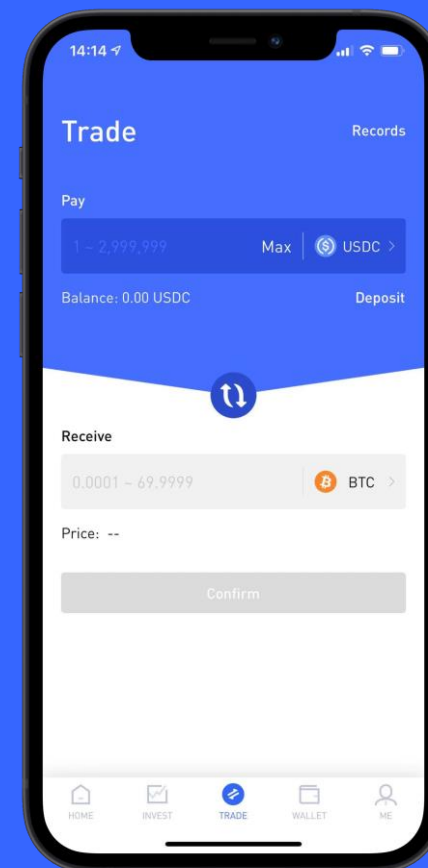 14:14
Trade
Records
Pay
1 ~ 2,999,999 Max USDC >
Balance: 0.00 USDC Deposit
Receive
0.0001 ~ 69.9999 BTC >
Price: --
Confirm
HOME INVEST TRADE WALLET ME